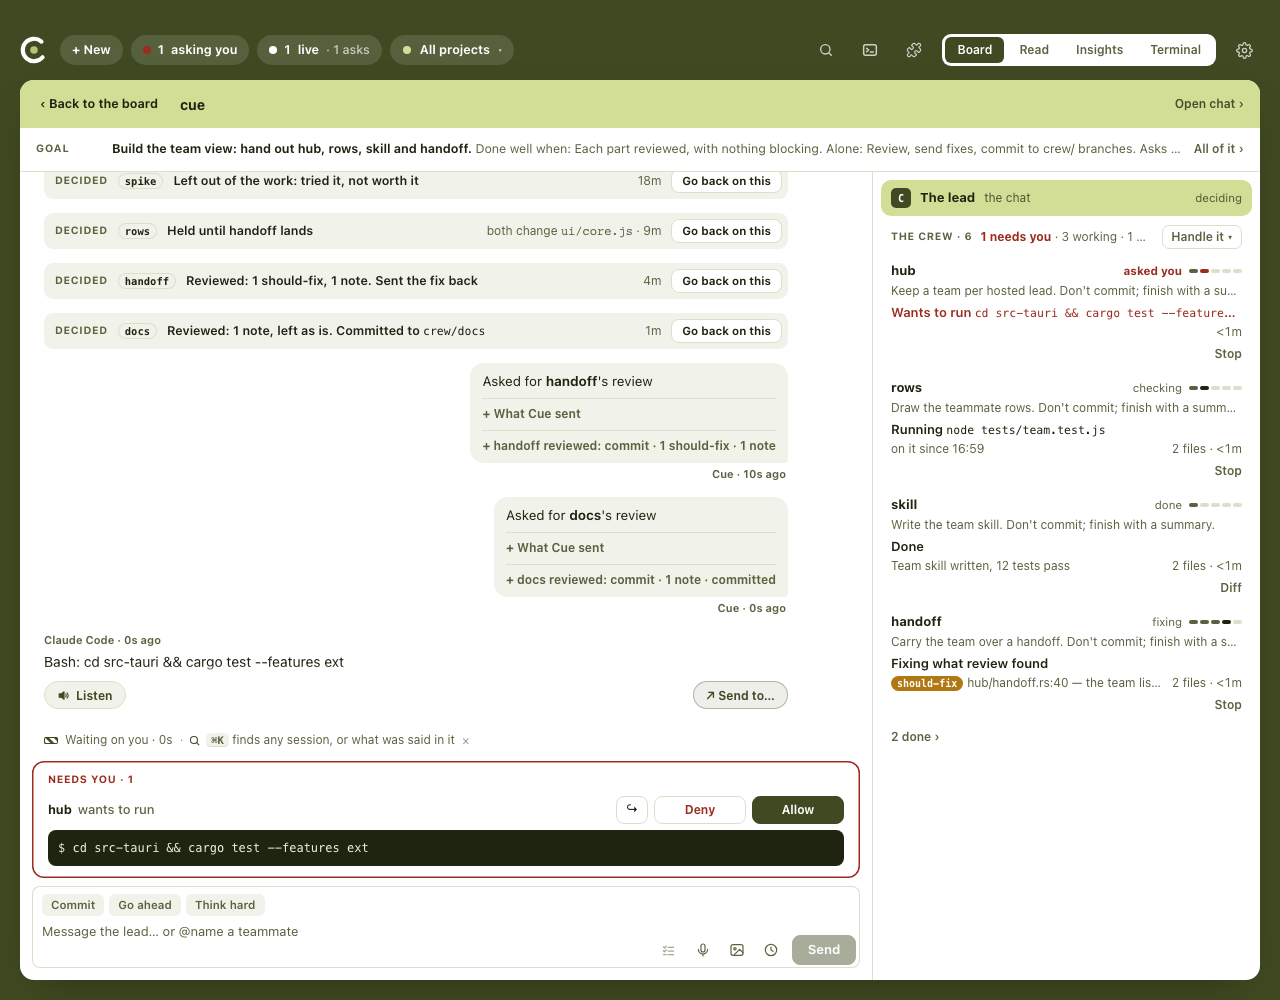 + New
1 asking you
1 live · 1 asks
All projects ·
Board
Read
Insights
Terminal
‹ Back to the board
cue
Open chat ›
GOAL
Build the team view: hand out hub, rows, skill and handoff. Done well when: Each part reviewed, with nothing blocking. Alone: Review, send fixes, commit to crew/ branches. Asks ...
All of it ›
DECIDED spike Left out of the work: tried it, not worth it 18m Go back on this
DECIDED rows Held until handoff lands both change ui/core.js · 9m Go back on this
DECIDED handoff Reviewed: 1 should-fix, 1 note. Sent the fix back 4m Go back on this
DECIDED docs Reviewed: 1 note, left as is. Committed to crew/docs 1m Go back on this
Asked for handoff's review
+ What Cue sent
+ handoff reviewed: commit · 1 should-fix · 1 note
Cue · 10s ago
Asked for docs's review
+ What Cue sent
+ docs reviewed: commit · 1 note · committed
Cue · 0s ago
Claude Code · 0s ago
Bash: cd src-tauri && cargo test --features ext
Listen
↗ Send to...
Waiting on you · 0s · ⌘K finds any session, or what was said in it ×
NEEDS YOU · 1
hub wants to run
Deny
Allow
$ cd src-tauri && cargo test --features ext
Commit
Go ahead
Think hard
Message the lead... or @name a teammate
Send
C The lead the chat deciding
THE CREW · 6 1 needs you · 3 working · 1 ... Handle it ▾
hub asked you
Keep a team per hosted lead. Don't commit; finish with a su...
Wants to run cd src-tauri && cargo test --feature...
<1m
Stop
rows checking
Draw the teammate rows. Don't commit; finish with a summ...
Running node tests/team.test.js
on it since 16:59 2 files · <1m
Stop
skill done
Write the team skill. Don't commit; finish with a summary.
Done
Team skill written, 12 tests pass 2 files · <1m
Diff
handoff fixing
Carry the team over a handoff. Don't commit; finish with a s...
Fixing what review found
should-fix hub/handoff.rs:40 — the team lis... 2 files · <1m
Stop
2 done ›